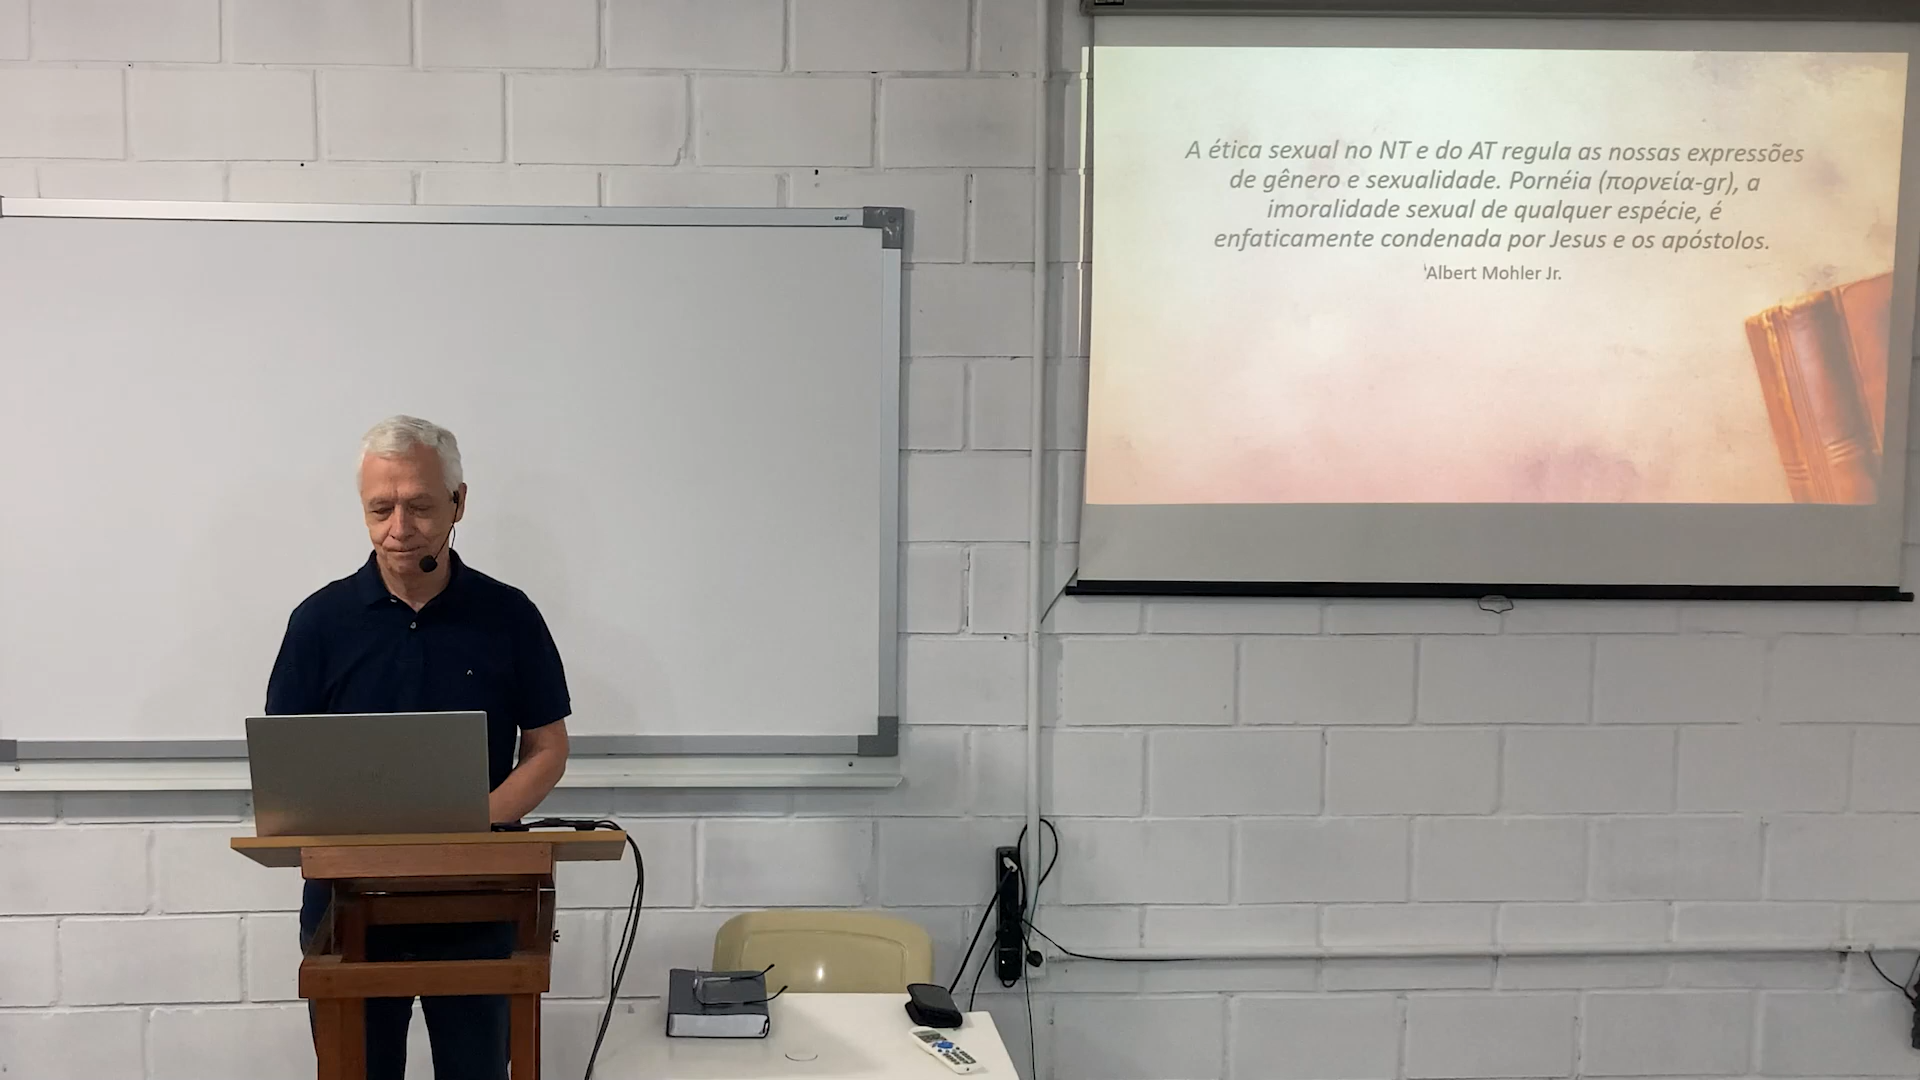 A ética sexual no NT e do AT regula as nossas expressões
de gênero e sexualidade. Pornéia (πορνεία-gr), a
imoralidade sexual de qualquer espécie, é
enfaticamente condenada por Jesus e os apóstolos.
Albert Mohler Jr.